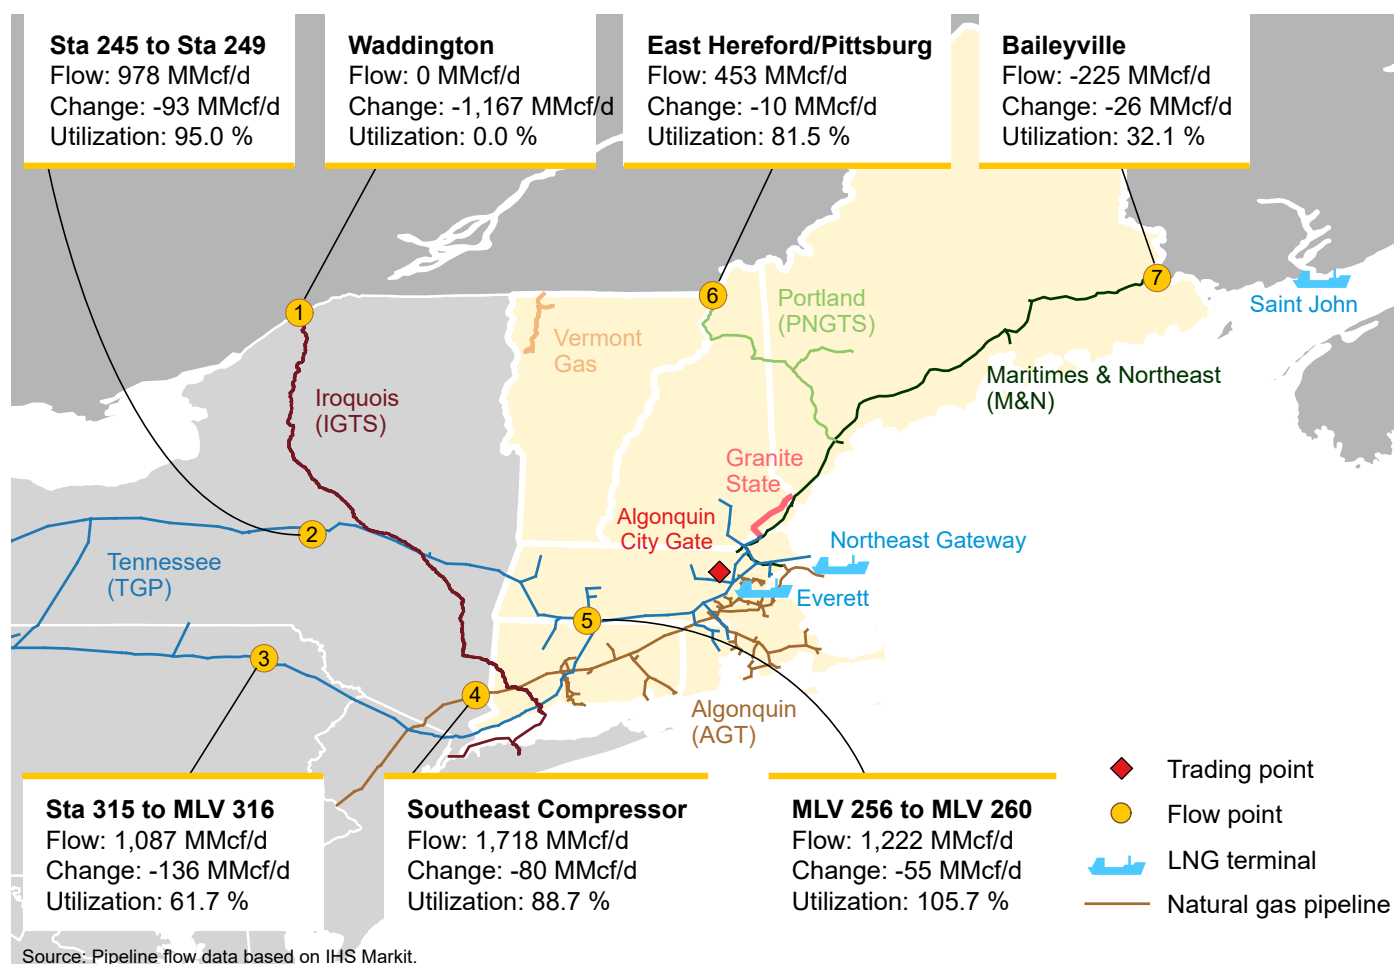 Sta 245 to Sta 249
Flow: 978 MMcf/d
Change: -93 MMcf/d
Utilization: 95.0 %
Waddington
Flow: 0 MMcf/d
Change: -1,167 MMcf/d
Utilization: 0.0 %
East Hereford/Pittsburg
Flow: 453 MMcf/d
Change: -10 MMcf/d
Utilization: 81.5 %
Baileyville
Flow: -225 MMcf/d
Change: -26 MMcf/d
Utilization: 32.1 %
1
6
7
Vermont
Gas
Portland
(PNGTS)
Saint John
Iroquois
(IGTS)
Maritimes & Northeast
(M&N)
Granite
State
Algonquin
City Gate
2
Northeast Gateway
Tennessee
(TGP)
Everett
5
3
4
Algonquin
(AGT)
Sta 315 to MLV 316
Flow: 1,087 MMcf/d
Change: -136 MMcf/d
Utilization: 61.7 %
Southeast Compressor
Flow: 1,718 MMcf/d
Change: -80 MMcf/d
Utilization: 88.7 %
MLV 256 to MLV 260
Flow: 1,222 MMcf/d
Change: -55 MMcf/d
Utilization: 105.7 %
Trading point
Flow point
LNG terminal
Natural gas pipeline
Source: Pipeline flow data based on IHS Markit.